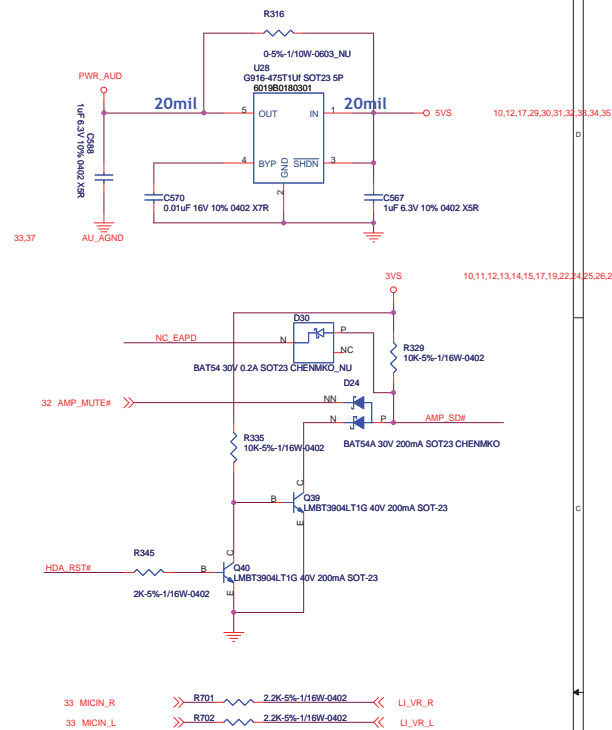 R316
0-5%-1/10W-0603_NU
U28
G916-475T1Uf SOT23 5P
6019B0180301
PWR_AUD
20mil
5 OUT
IN 1
20mil
5VS
10,12,17,29,30,31,32,33,34,35,
D
C588
1uF 6.3V 10% 0402 X5R
4 BYP
GND
2
SHDN 3
C570
0.01uF 16V 10% 0402 X7R
C567
1uF 6.3V 10% 0402 X5R
33,37
AU_AGND
3VS
10,11,12,13,14,15,17,19,22,24,25,26,2
D30
NC_EAPD
N
P
NC
BAT54 30V 0.2A SOT23 CHENMKO_NU
R329
10K-5%-1/16W-0402
D24
32 AMP_MUTE#
NN
N
P
AMP_SD#
BAT54A 30V 200mA SOT23 CHENMKO
R335
10K-5%-1/16W-0402
C
B
Q39
LMBT3904LT1G 40V 200mA SOT-23
E
C
R345
HDA_RST#
C
B
Q40
LMBT3904LT1G 40V 200mA SOT-23
2K-5%-1/16W-0402
E
33 MICIN_R
R701
2.2K-5%-1/16W-0402
LI_VR_R
33 MICIN_L
R702
2.2K-5%-1/16W-0402
LI_VR_L